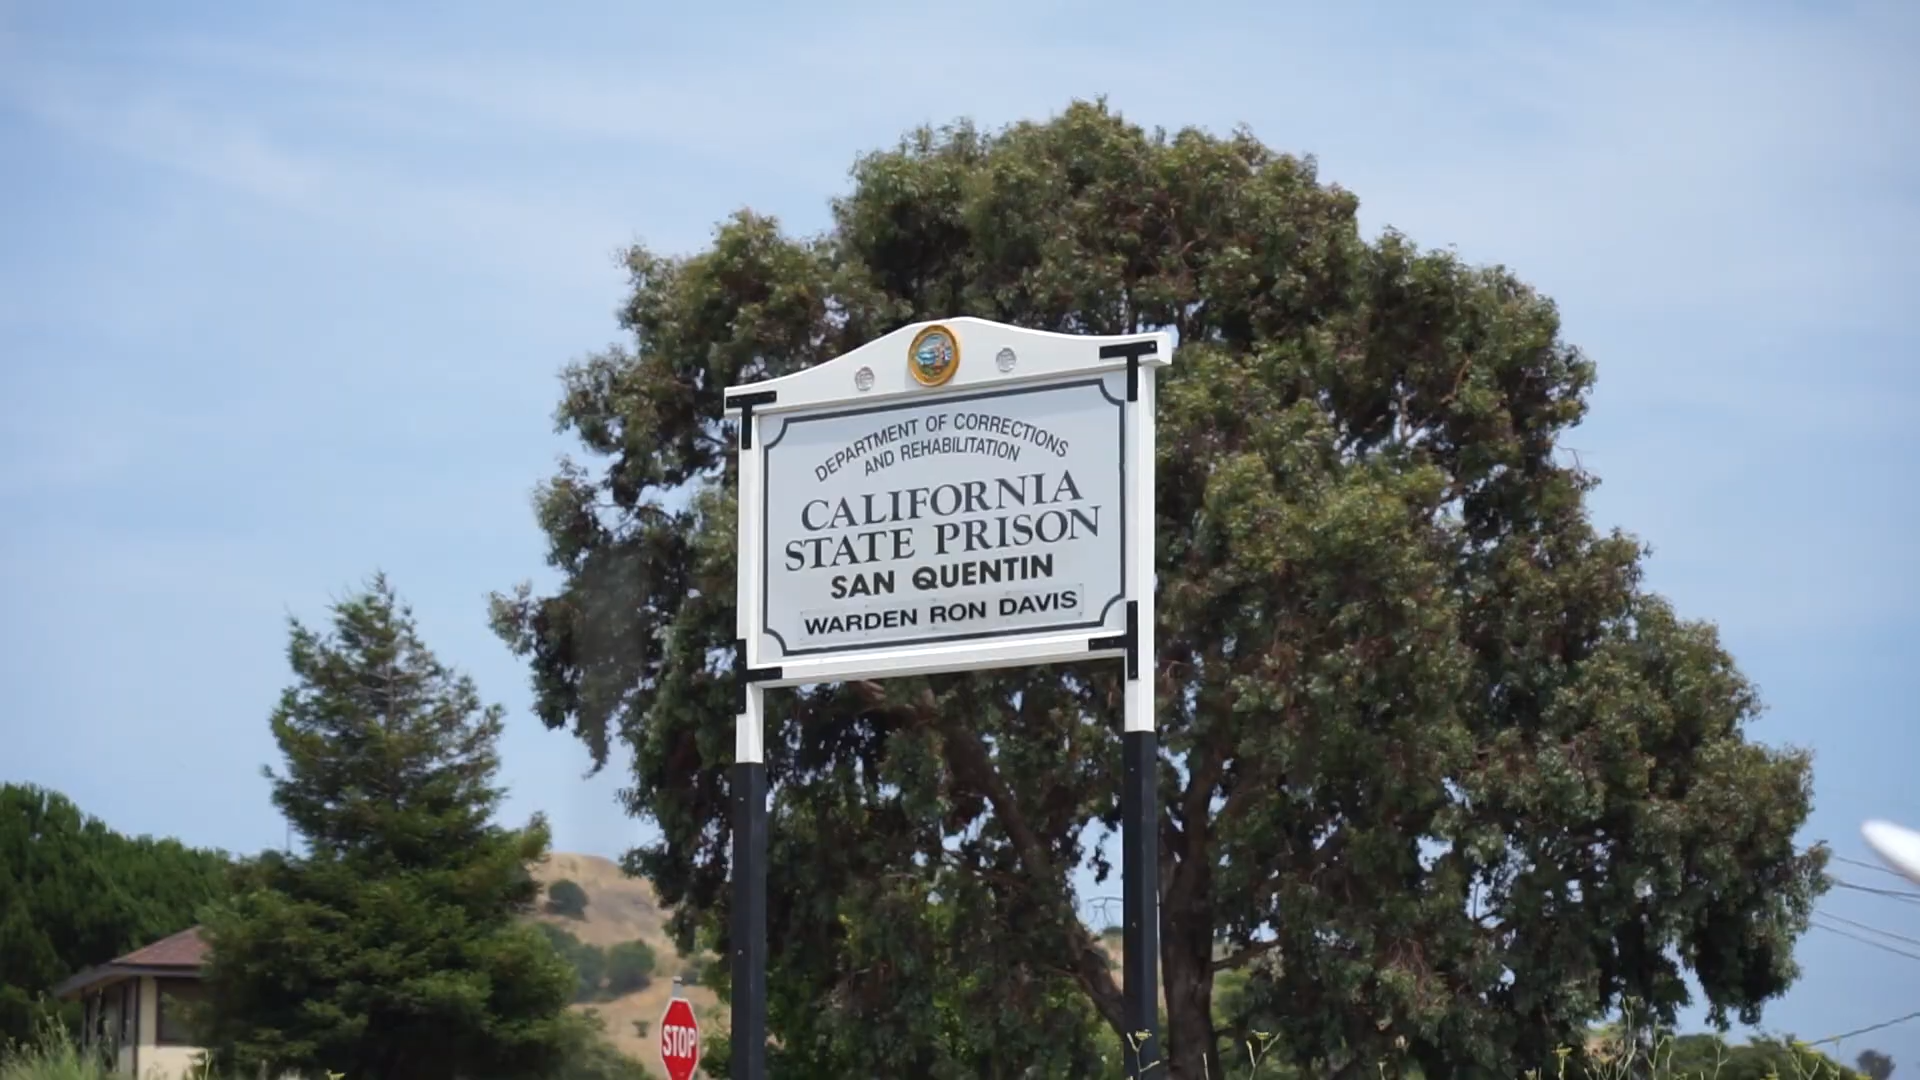 DEPARTMENT OF CORRECTIONS
AND REHABILITATION
CALIFORNIA
STATE PRISON
SAN QUENTIN
WARDEN RON DAVIS
STOP